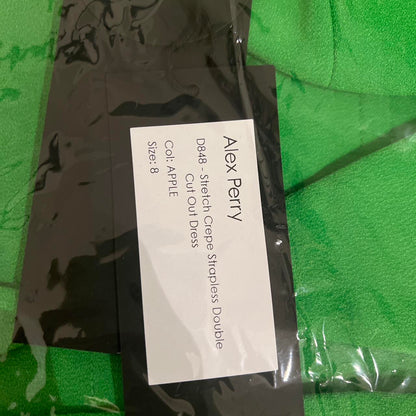 Alex Perry
D848 - Stretch Crepe Strapless Double
Cut Out Dress
Col: APPLE
Size: 8